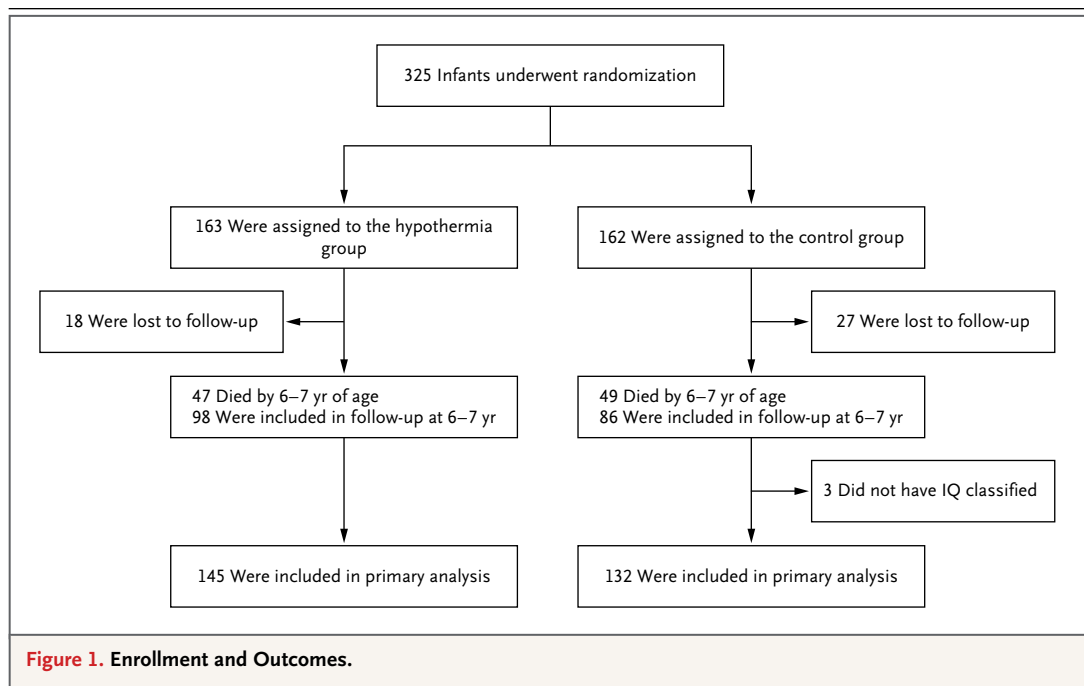 325 Infants underwent randomization
163 Were assigned to the hypothermia
group
162 Were assigned to the control group
18 Were lost to follow-up
27 Were lost to follow-up
47 Died by 6–7 yr of age
98 Were included in follow-up at 6–7 yr
49 Died by 6–7 yr of age
86 Were included in follow-up at 6–7 yr
3 Did not have IQ classified
145 Were included in primary analysis
132 Were included in primary analysis
Figure 1. Enrollment and Outcomes.